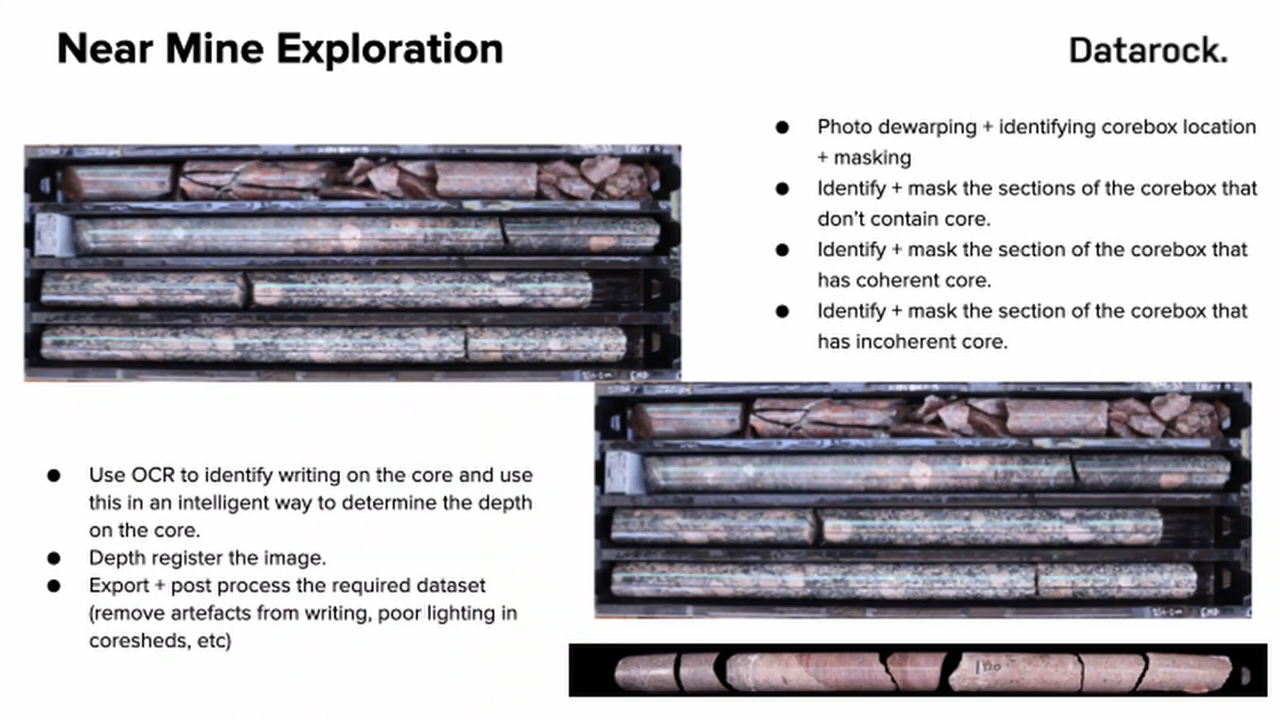 Near Mine Exploration
Datarock.
● Photo dewarping + identifying corebox location
+ masking
● Identify + mask the sections of the corebox that
don't contain core.
● Identify + mask the section of the corebox that
has coherent core.
● Identify + mask the section of the corebox that
has incoherent core.
● Use OCR to identify writing on the core and use
this in an intelligent way to determine the depth
on the core.
● Depth register the image.
● Export + post process the required dataset
(remove artefacts from writing, poor lighting in
coresheds, etc)